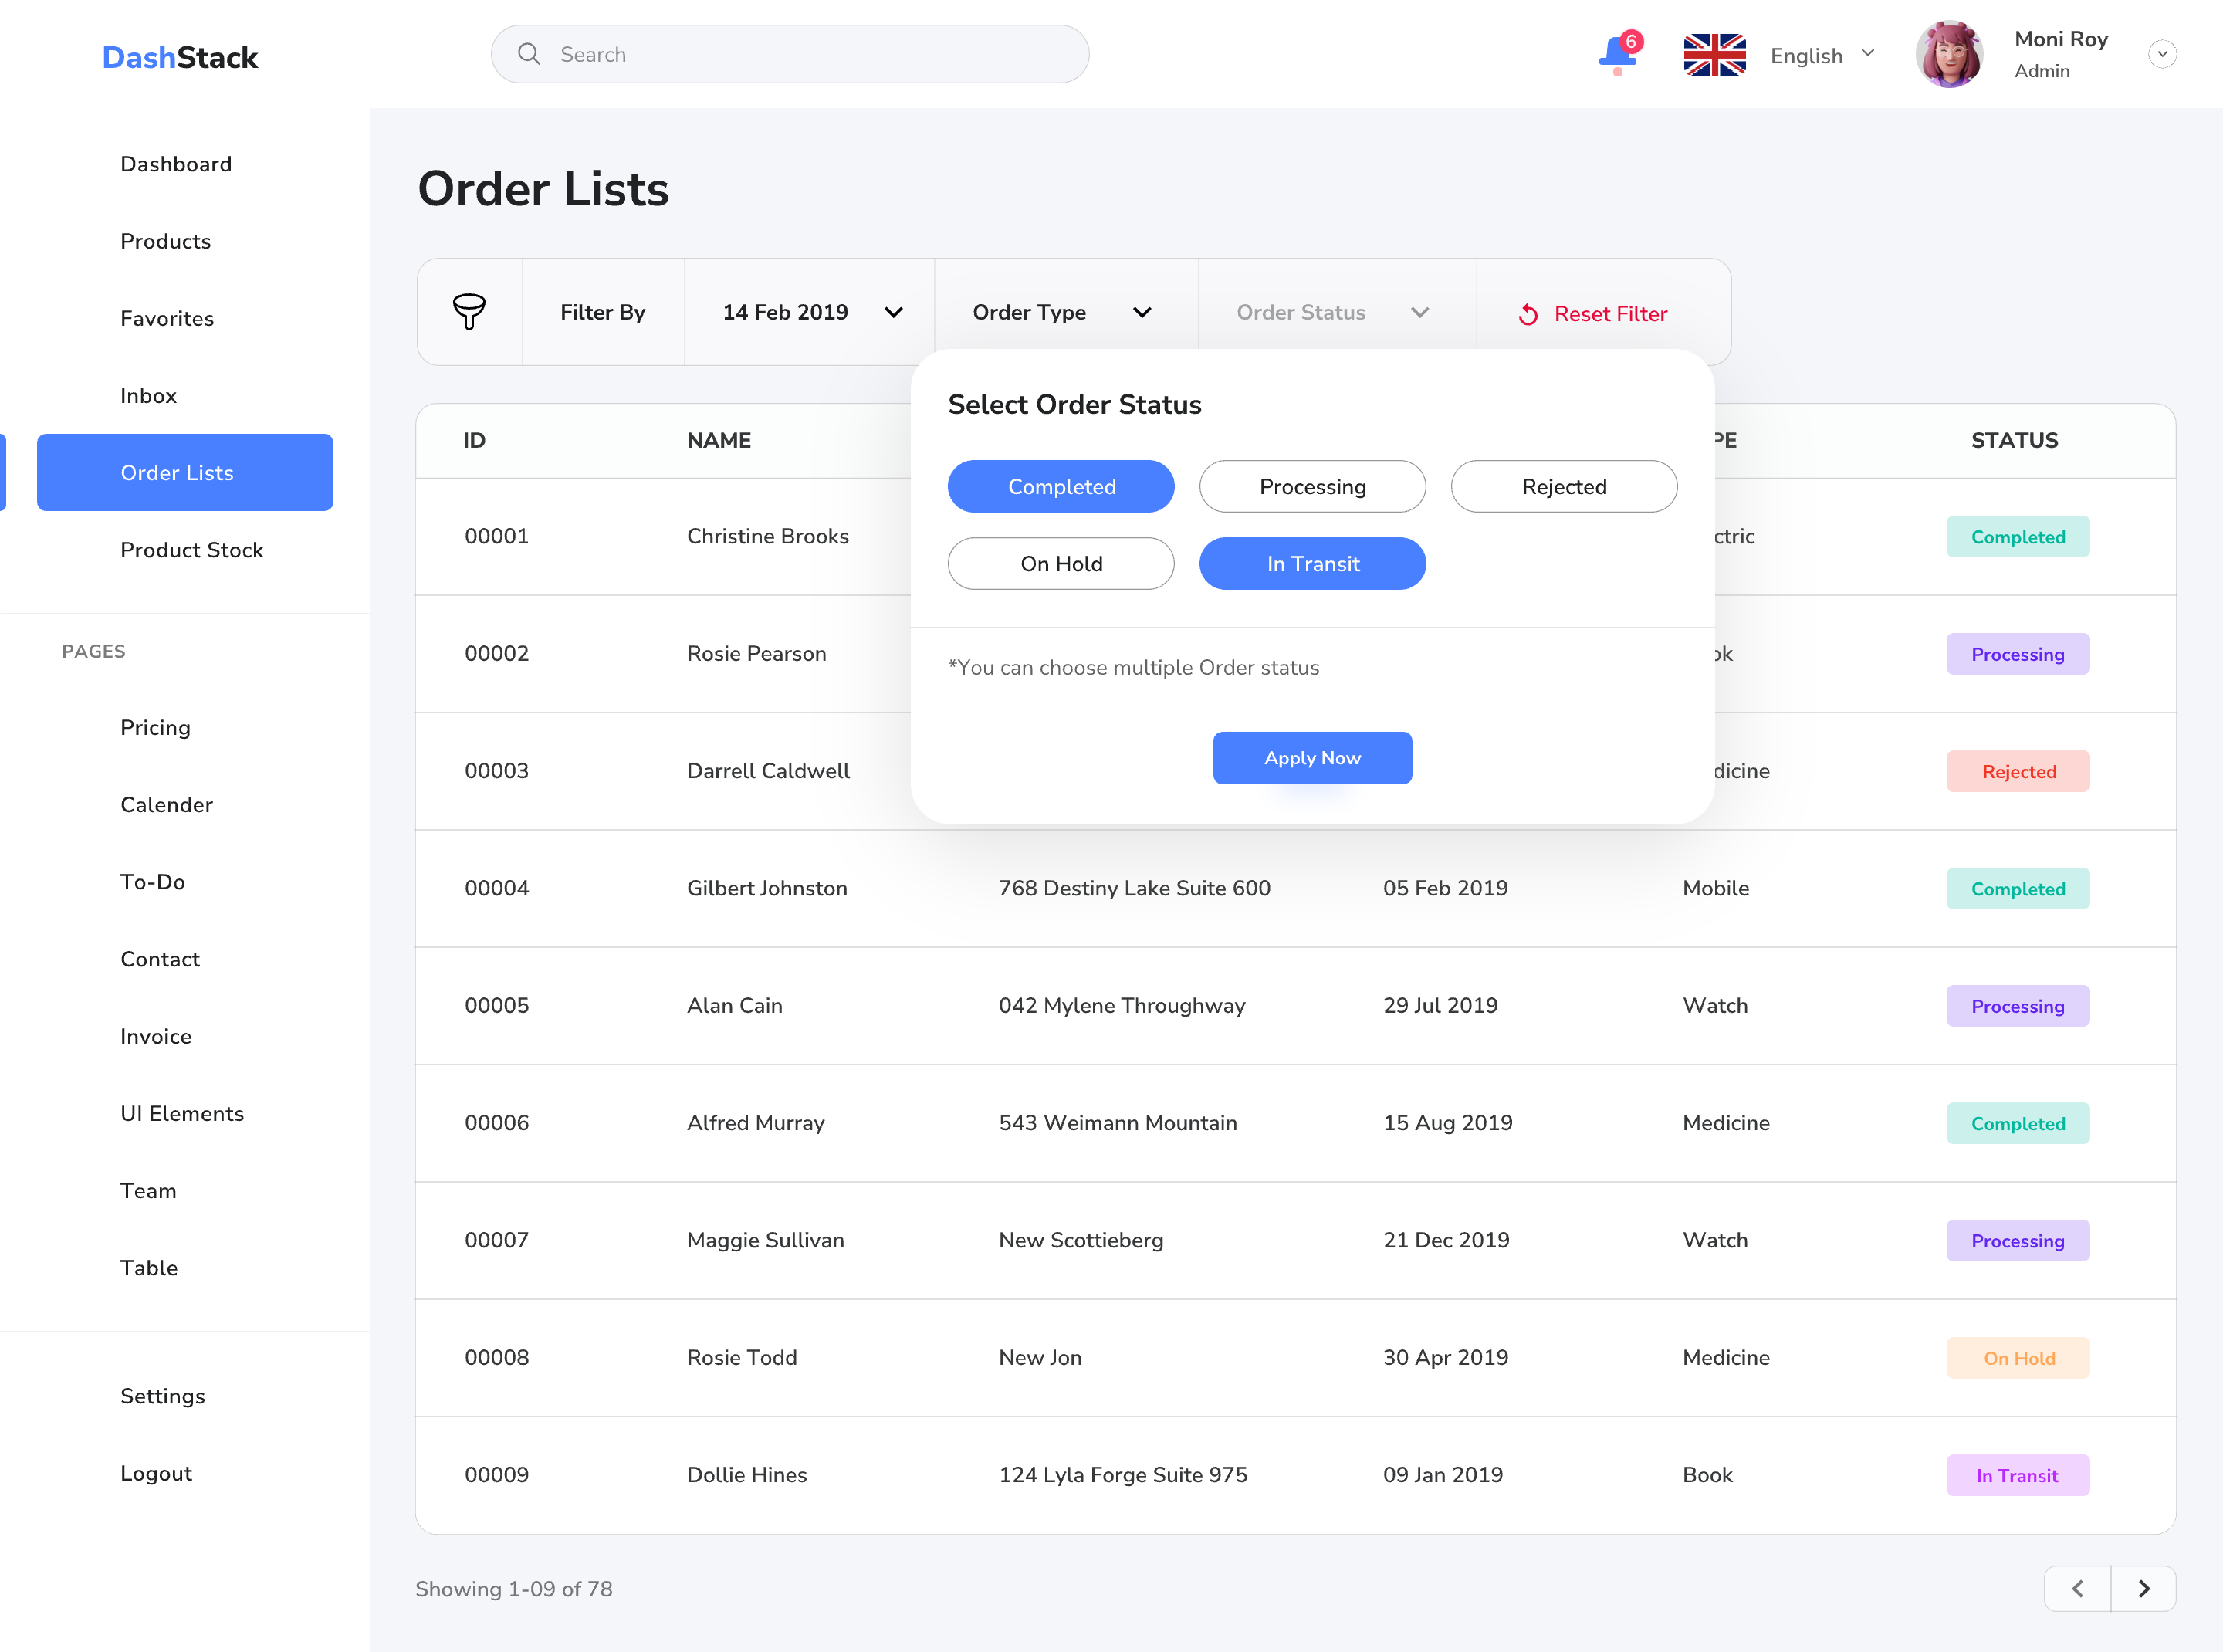 DashStack
Search
6
English
Moni Roy
Admin
Dashboard
Products
Favorites
Inbox
Order Lists
Product Stock
PAGES
Pricing
Calender
To-Do
Contact
Invoice
UI Elements
Team
Table
Settings
Logout
Order Lists
Filter By 14 Feb 2019 Order Type Order Status Reset Filter
Select Order Status
Completed Processing Rejected
On Hold In Transit
*You can choose multiple Order status
Apply Now
ID NAME PE STATUS
00001 Christine Brooks ctric Completed
00002 Rosie Pearson ok Processing
00003 Darrell Caldwell dicine Rejected
00004 Gilbert Johnston 768 Destiny Lake Suite 600 05 Feb 2019 Mobile Completed
00005 Alan Cain 042 Mylene Throughway 29 Jul 2019 Watch Processing
00006 Alfred Murray 543 Weimann Mountain 15 Aug 2019 Medicine Completed
00007 Maggie Sullivan New Scottieberg 21 Dec 2019 Watch Processing
00008 Rosie Todd New Jon 30 Apr 2019 Medicine On Hold
00009 Dollie Hines 124 Lyla Forge Suite 975 09 Jan 2019 Book In Transit
Showing 1-09 of 78